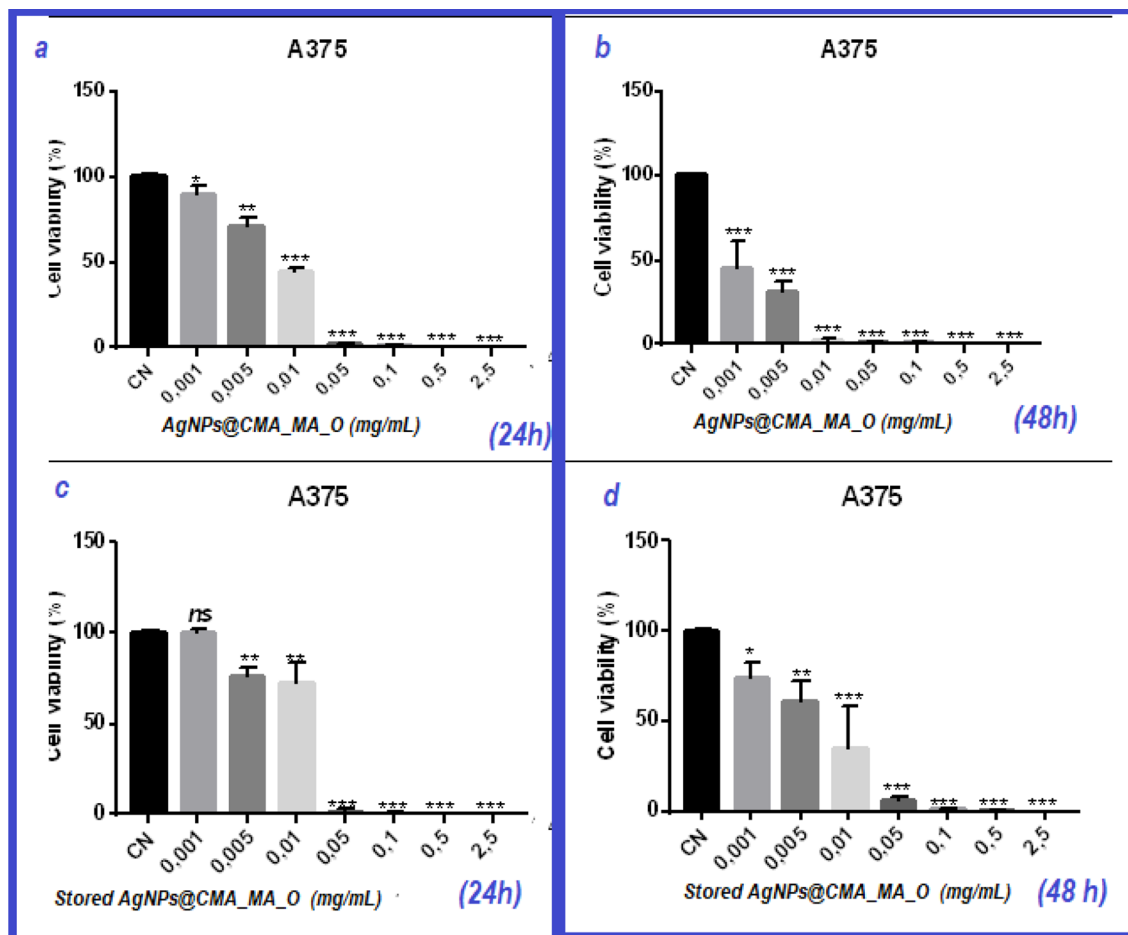 a
A375
150
100
50
0
Cell viability (%)
*
**
***
***
***
***
***
CN
0,001
0,005
0,01
0,05
0,1
0,5
2,5
AgNPs@CMA_MA_O (mg/mL)
(24h)
b
A375
150
100
50
0
Cell viability (%)
***
***
***
***
***
***
***
CN
0,001
0,005
0,01
0,05
0,1
0,5
2,5
AgNPs@CMA_MA_O (mg/mL)
(48h)
c
A375
150
100
50
0
Cell viability (%)
ns
**
**
***
***
***
***
CN
0,001
0,005
0,01
0,05
0,1
0,5
2,5
Stored AgNPs@CMA_MA_O (mg/mL)
(24h)
d
A375
150
100
50
0
Cell viability (%)
*
**
***
***
***
***
***
CN
0,001
0,005
0,01
0,05
0,1
0,5
2,5
Stored AgNPs@CMA_MA_O (mg/mL)
(48 h)